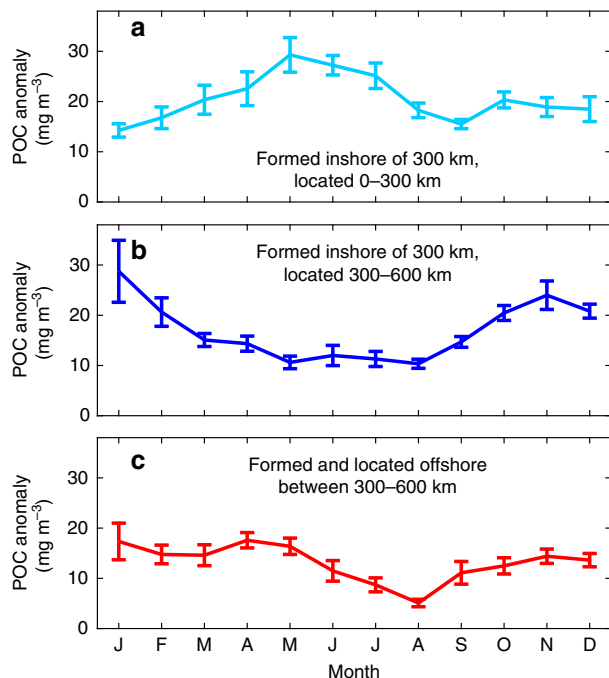 a
POC anomaly
(mg m⁻³)
30
20
10
0
Formed inshore of 300 km,
located 0–300 km
b
POC anomaly
(mg m⁻³)
30
20
10
0
Formed inshore of 300 km,
located 300–600 km
c
POC anomaly
(mg m⁻³)
30
20
10
0
Formed and located offshore
between 300–600 km
J F M A M J J A S O N D
Month